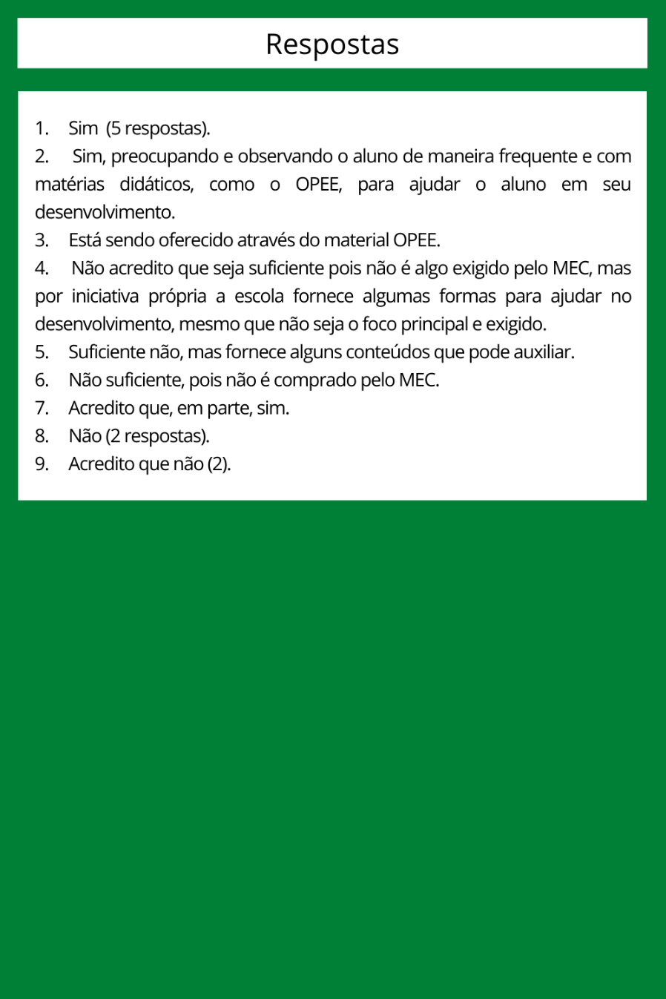 Respostas
1. Sim (5 respostas).
2. Sim, preocupando e observando o aluno de maneira frequente e com
matérias didáticos, como o OPEE, para ajudar o aluno em seu
desenvolvimento.
3. Está sendo oferecido através do material OPEE.
4. Não acredito que seja suficiente pois não é algo exigido pelo MEC, mas
por iniciativa própria a escola fornece algumas formas para ajudar no
desenvolvimento, mesmo que não seja o foco principal e exigido.
5. Suficiente não, mas fornece alguns conteúdos que pode auxiliar.
6. Não suficiente, pois não é comprado pelo MEC.
7. Acredito que, em parte, sim.
8. Não (2 respostas).
9. Acredito que não (2).